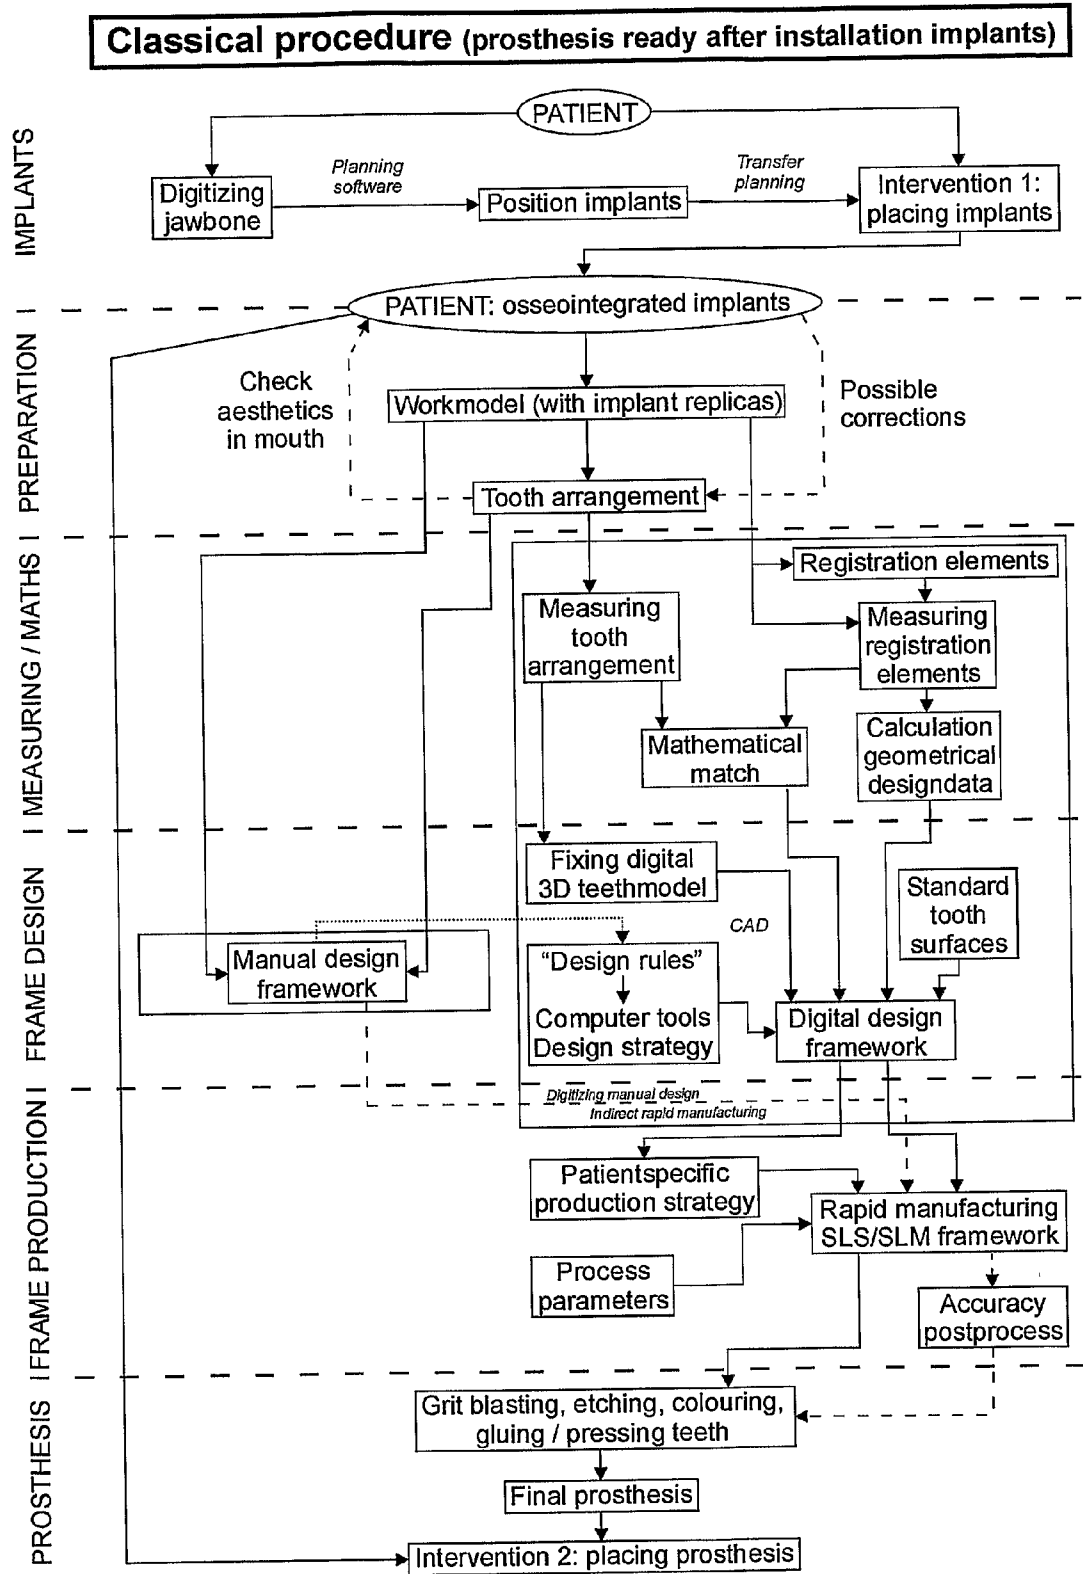 Classical procedure (prosthesis ready after installation implants)
PATIENT
IMPLANTS
Digitizing
jawbone
Planning
software
Position implants
Transfer
planning
Intervention 1:
placing implants
PATIENT: osseointegrated implants
PREPARATION
Check
aesthetics
in mouth
Workmodel (with implant replicas)
Possible
corrections
Tooth arrangement
MEASURING / MATHS
Registration elements
Measuring
tooth
arrangement
Measuring
registration
elements
Mathematical
match
Calculation
geometrical
designdata
FRAME DESIGN
Fixing digital
3D teethmodel
Standard
tooth
surfaces
CAD
Manual design
framework
"Design rules"
Computer tools
Design strategy
Digital design
framework
Digitizing manual design
Indirect rapid manufacturing
FRAME PRODUCTION
Patientspecific
production strategy
Rapid manufacturing
SLS/SLM framework
Process
parameters
Accuracy
postprocess
PROSTHESIS
Grit blasting, etching, colouring,
gluing / pressing teeth
Final prosthesis
Intervention 2: placing prosthesis